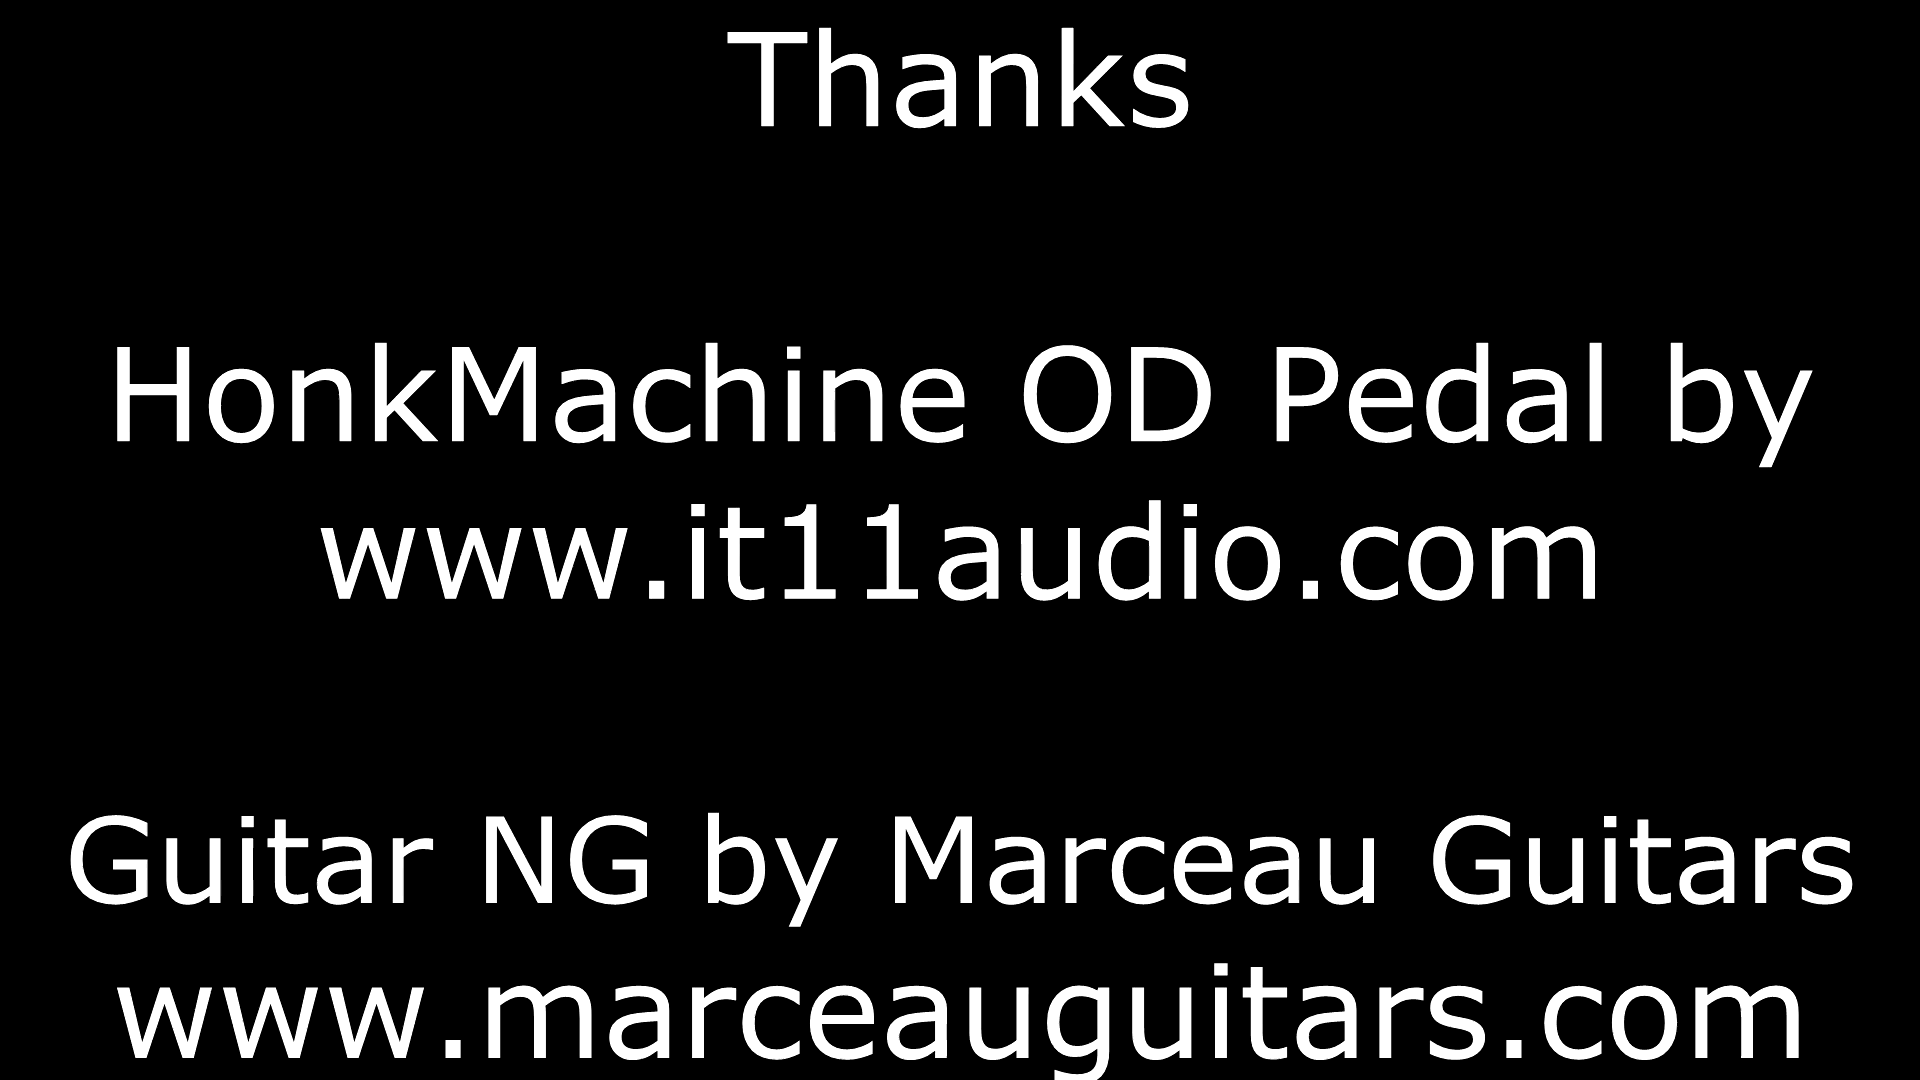 Thanks
HonkMachine OD Pedal by
www.it11audio.com
Guitar NG by Marceau Guitars
www.marceauguitars.com